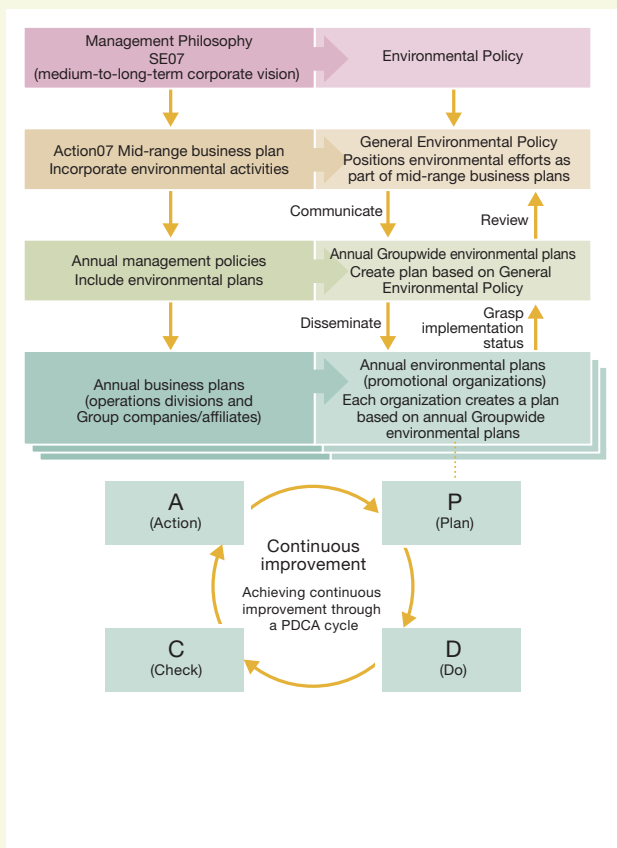 Management Philosophy
SE07
(medium-to-long-term corporate vision)
Environmental Policy
Action07 Mid-range business plan
Incorporate environmental activities
General Environmental Policy
Positions environmental efforts as
part of mid-range business plans
Communicate
Review
Annual management policies
Include environmental plans
Annual Groupwide environmental plans
Create plan based on General
Environmental Policy
Disseminate
Grasp
implementation
status
Annual business plans
(operations divisions and
Group companies/affiliates)
Annual environmental plans
(promotional organizations)
Each organization creates a plan
based on annual Groupwide
environmental plans
A
(Action)
P
(Plan)
Continuous
improvement
Achieving continuous
improvement through
a PDCA cycle
C
(Check)
D
(Do)